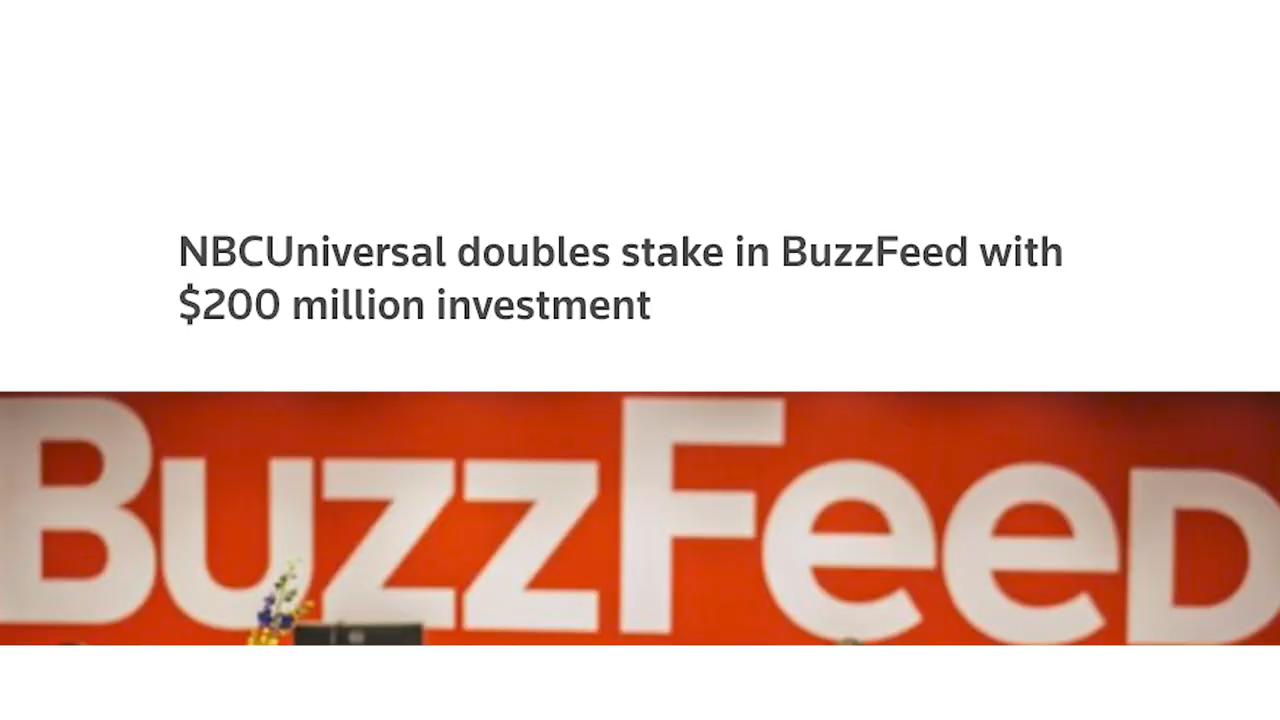 NBCUniversal doubles stake in BuzzFeed with
$200 million investment
BuzzFeeD